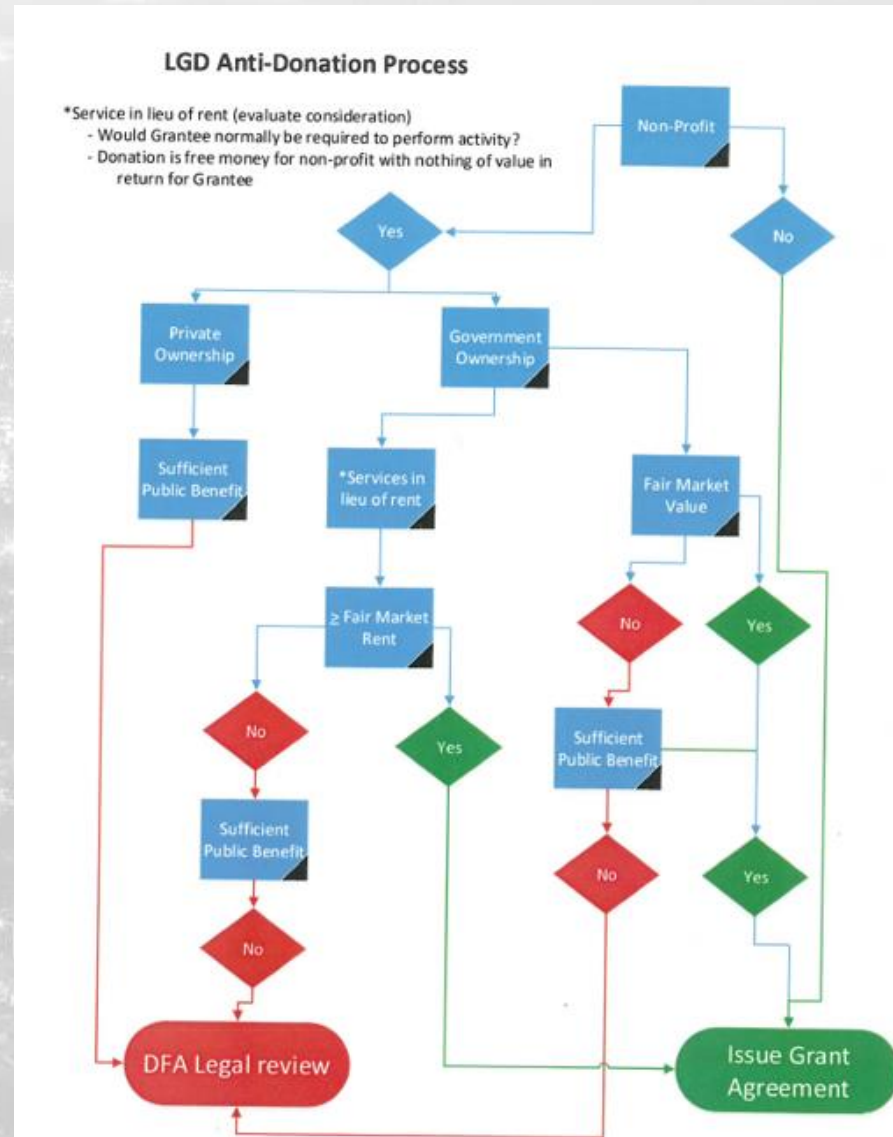 LGD Anti-Donation Process
*Service in lieu of rent (evaluate consideration)
- Would Grantee normally be required to perform activity?
- Donation is free money for non-profit with nothing of value in
return for Grantee
Non-Profit
Yes
No
Private
Ownership
Government
Ownership
Sufficient
Public Benefit
*Services in
lieu of rent
Fair Market
Value
≥ Fair Market
Rent
No
Yes
No
Yes
Sufficient
Public Benefit
Sufficient
Public Benefit
No
Yes
No
DFA Legal review
Issue Grant
Agreement